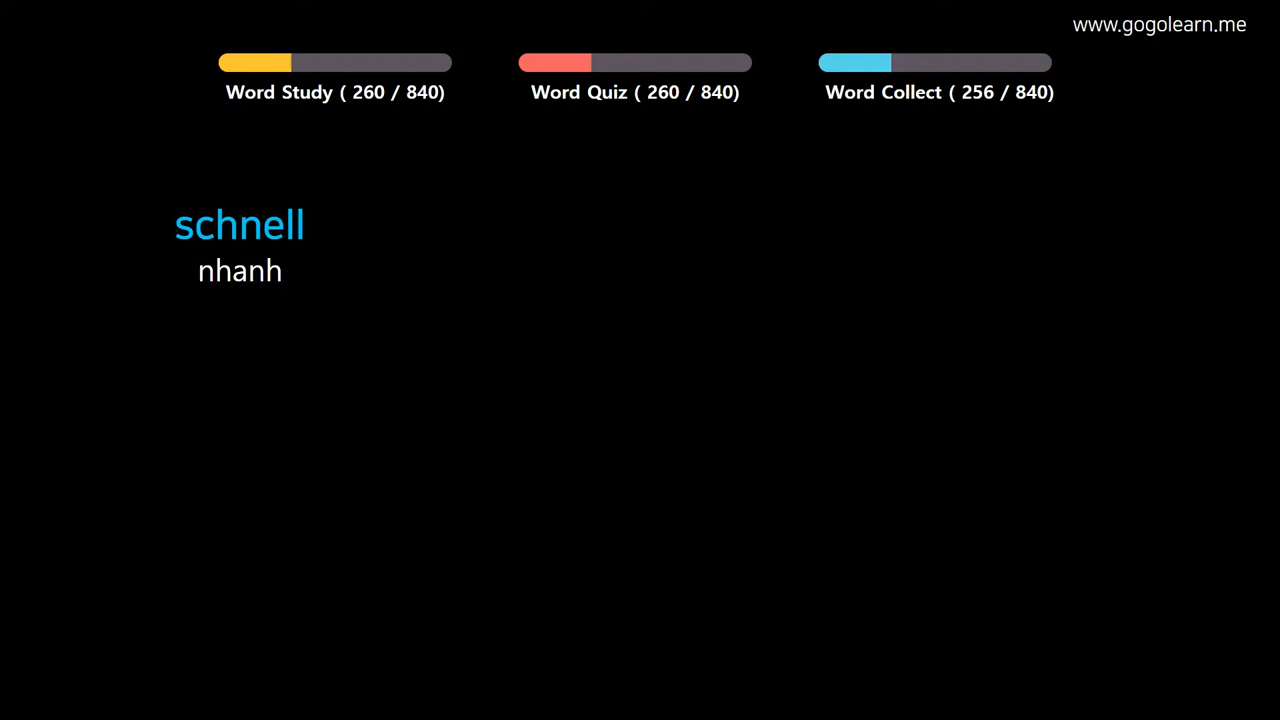 www.gogolearn.me
Word Study ( 260 / 840)
Word Quiz ( 260 / 840)
Word Collect ( 256 / 840)
schnell
nhanh